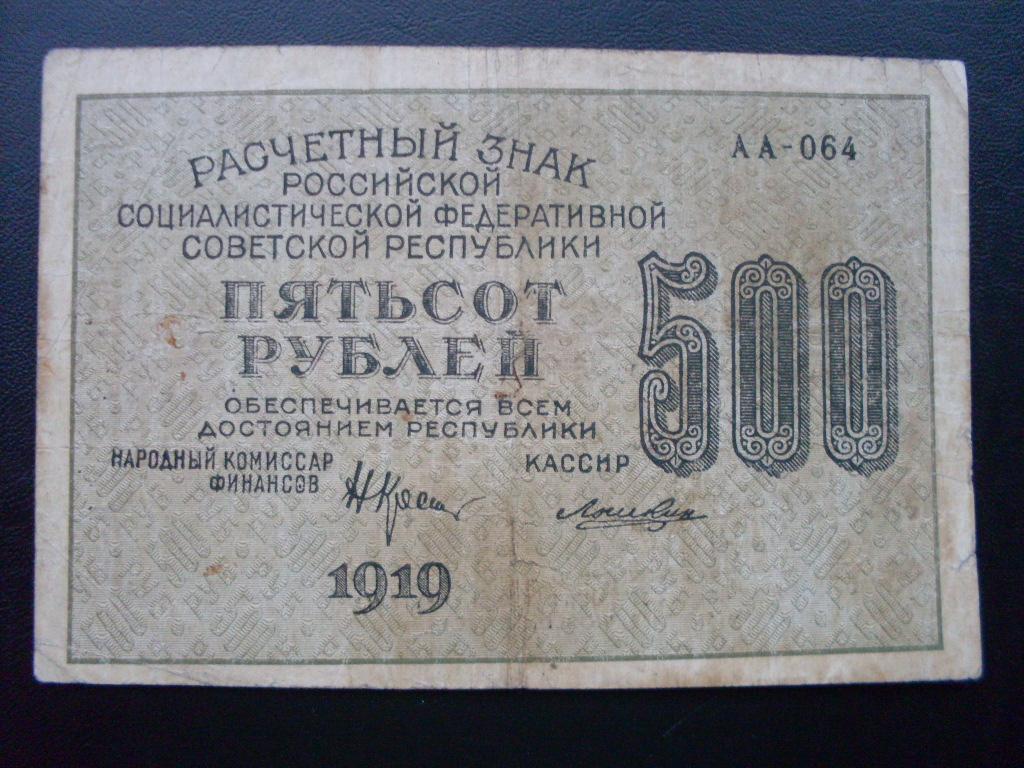 РАСЧЕТНЫЙ ЗНАК
АА-064
РОССИЙСКОЙ
СОЦИАЛИСТИЧЕСКОЙ ФЕДЕРАТИВНОЙ
СОВЕТСКОЙ РЕСПУБЛИКИ
ПЯТЬСОТ
РУБЛЕЙ
500
ОБЕСПЕЧИВАЕТСЯ ВСЕМ
ДОСТОЯНИЕМ РЕСПУБЛИКИ
НАРОДНЫЙ КОМИССАР
ФИНАНСОВ
КАССИР
1919